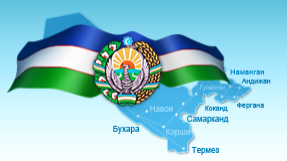 Наманган
Андижан
Гулистан
Коканд
Фергана
Навои
Самарканд
Бухара
Карши
Термез